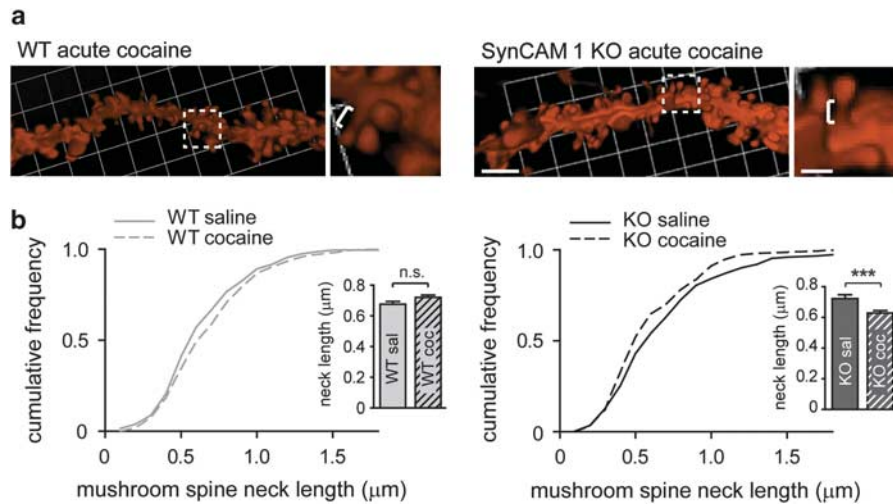 a
WT acute cocaine
SynCAM 1 KO acute cocaine
b
WT saline
WT cocaine
cumulative frequency
1.0
0.5
0
0.5
1.0
1.5
mushroom spine neck length (μm)
neck length (μm)
0.8
0.6
0.4
0.2
0
n.s.
WT sal
WT coc
KO saline
KO cocaine
cumulative frequency
1.0
0.5
0
0.5
1.0
1.5
mushroom spine neck length (μm)
neck length (μm)
0.8
0.6
0.4
0.2
0
***
KO sal
KO coc